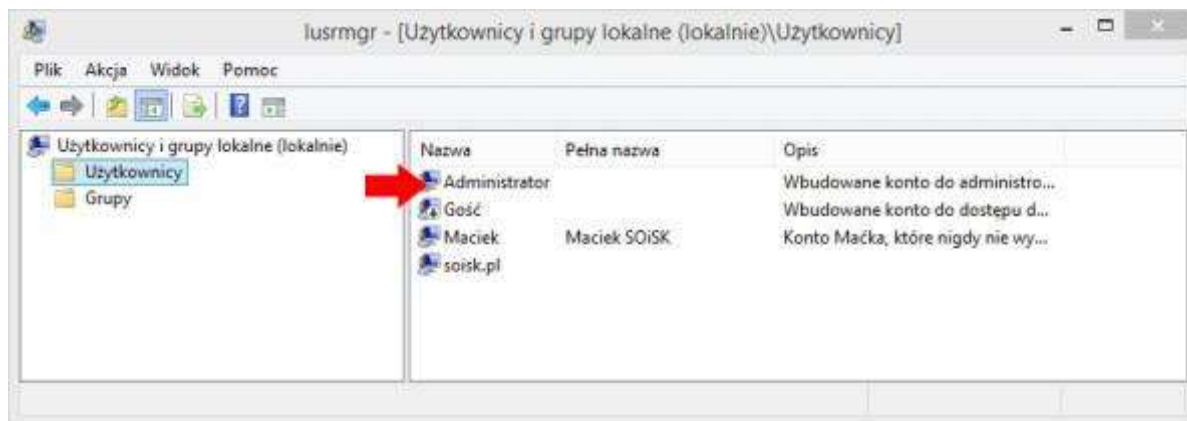 lusrmgr - [Użytkownicy i grupy lokalne (lokalnie)\Użytkownicy]
Plik Akcja Widok Pomoc
Użytkownicy i grupy lokalne (lokalnie)
Użytkownicy
Grupy
Nazwa Pełna nazwa Opis
Administrator Wbudowane konto do administro...
Gość Wbudowane konto do dostępu d...
Maciek Maciek SOiSK Konto Maćka, które nigdy nie wy...
soisk.pl